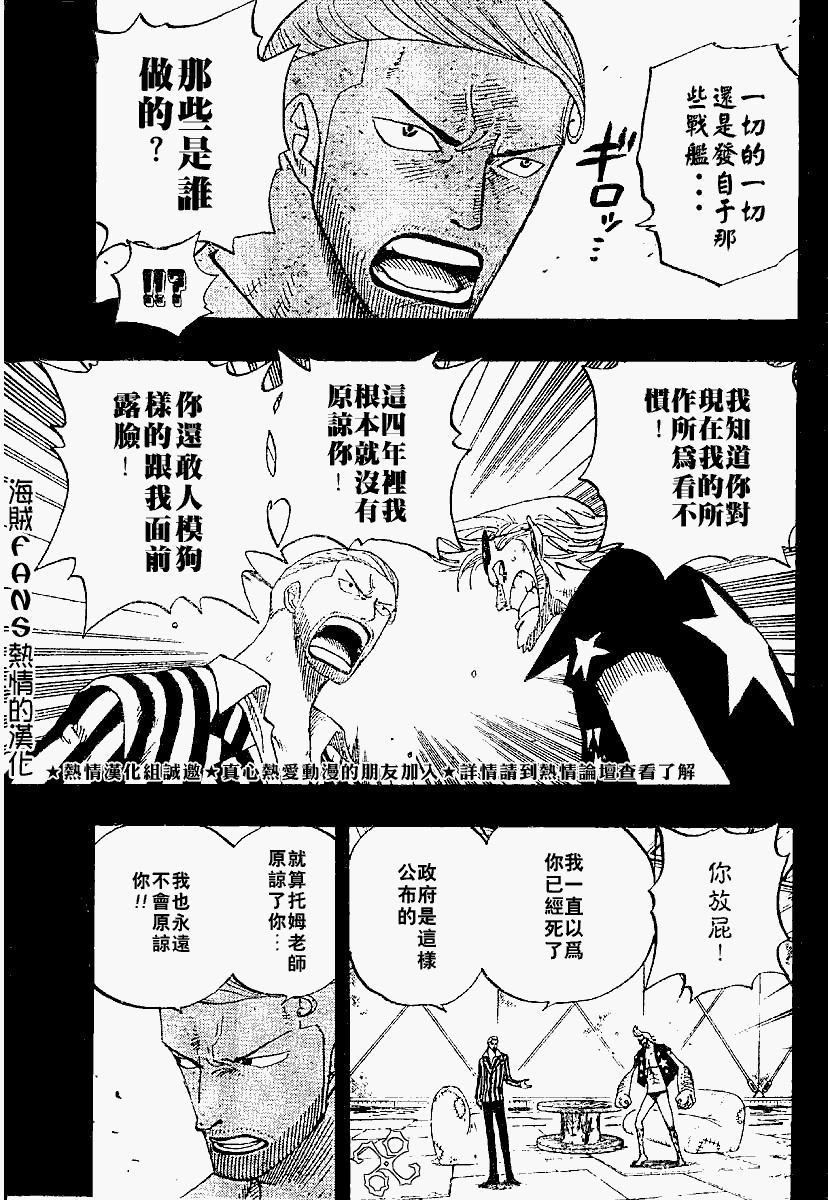 一切的一切
還是發自于那
些戰艦⋯
ギロッ⋯
那些是誰
做的？
!!?
我知道你對
現在我的所
作所爲看不
慣！
這四年裡我
根本就沒有
原諒你！
你還敢人模狗
樣的跟我面前
露臉！
海賊FANS熱情的漢化
★熱情漢化組誠邀★真心熱愛動漫的朋友加入★詳情請到熱情論壇查看了解
你放屁！
我一直以爲
你已經死了
政府是這樣
公布的
就算托姆老師
原諒了你…
我也永遠
不會原諒
你!!